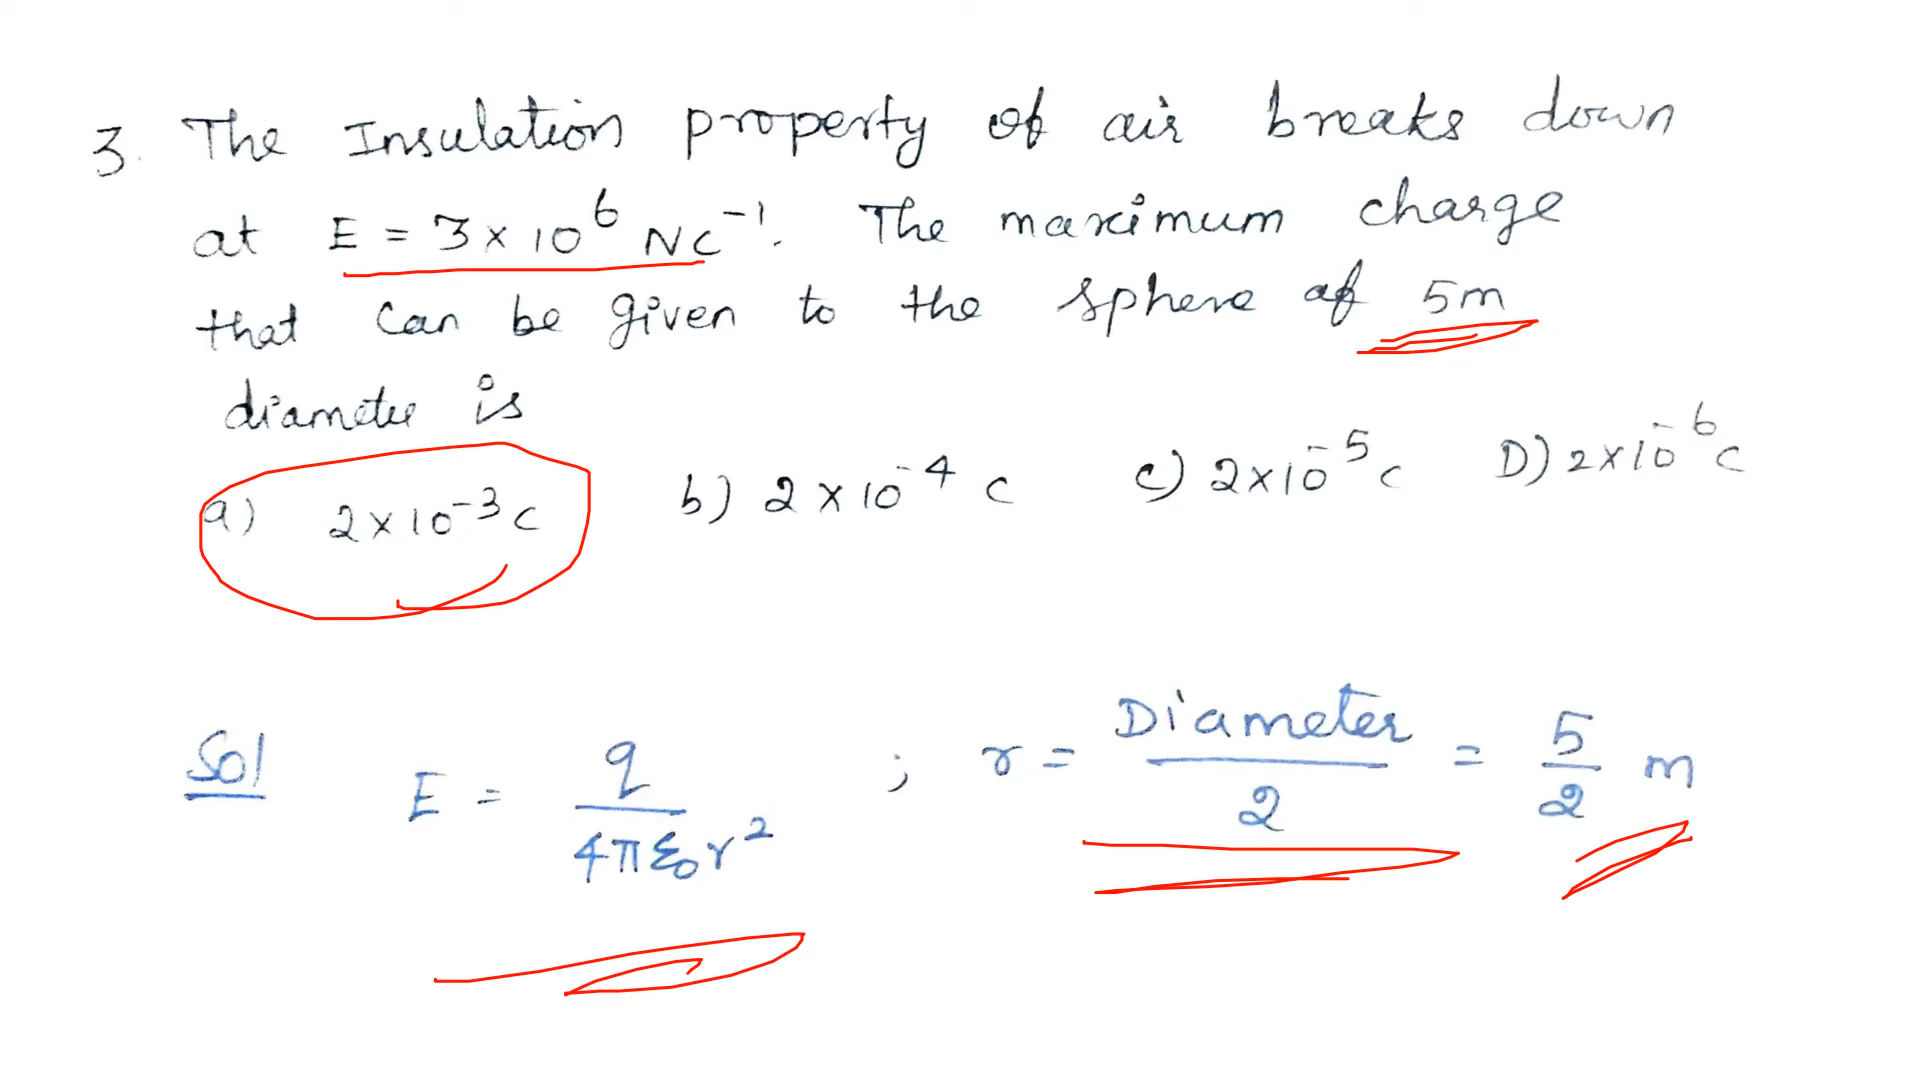 3. The Insulation property of air breaks down
at E = 3 × 10⁶ NC⁻¹. The maximum charge
that can be given to the sphere of 5m
diameter is
a) 2 × 10⁻³ C b) 2 × 10⁻⁴ C c) 2 × 10⁻⁵ C D) 2 × 10⁻⁶ C
Sol E = q / 4πε₀r² ; r = Diameter / 2 = 5 / 2 m